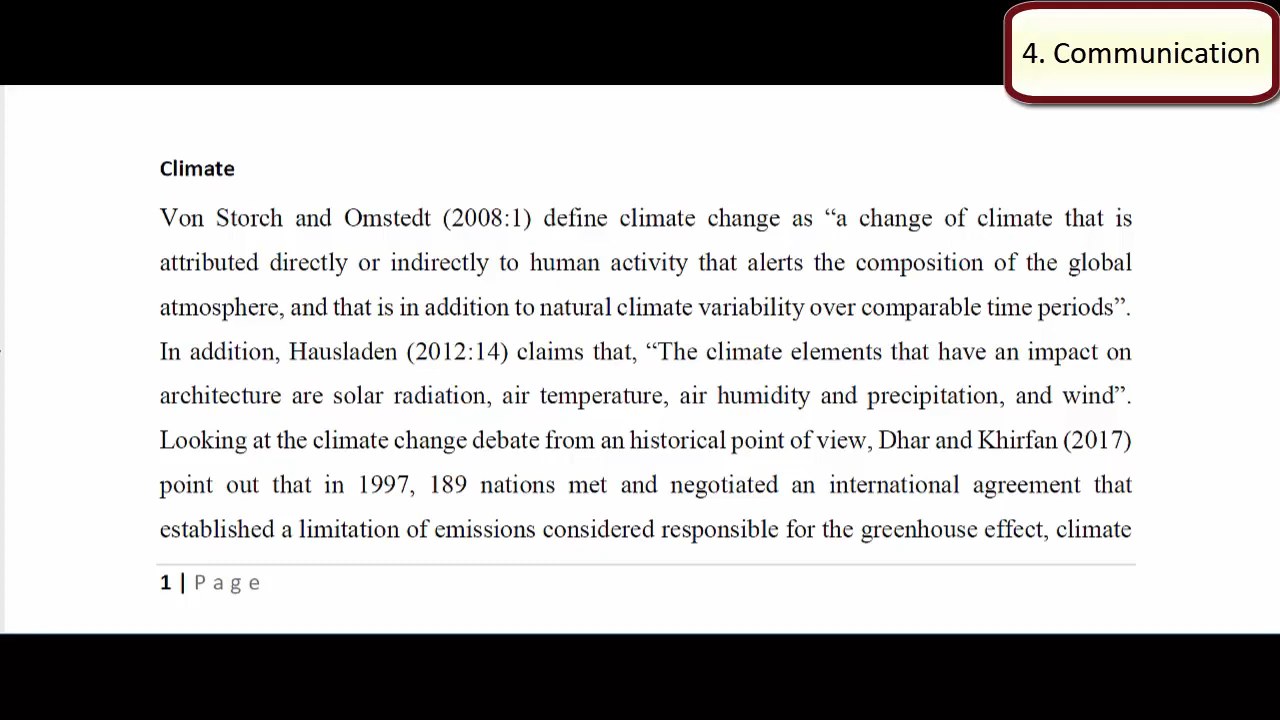 4. Communication
Climate
Von Storch and Omstedt (2008:1) define climate change as “a change of climate that is
attributed directly or indirectly to human activity that alerts the composition of the global
atmosphere, and that is in addition to natural climate variability over comparable time periods”.
In addition, Hausladen (2012:14) claims that, “The climate elements that have an impact on
architecture are solar radiation, air temperature, air humidity and precipitation, and wind”.
Looking at the climate change debate from an historical point of view, Dhar and Khirfan (2017)
point out that in 1997, 189 nations met and negotiated an international agreement that
established a limitation of emissions considered responsible for the greenhouse effect, climate
1 | Page